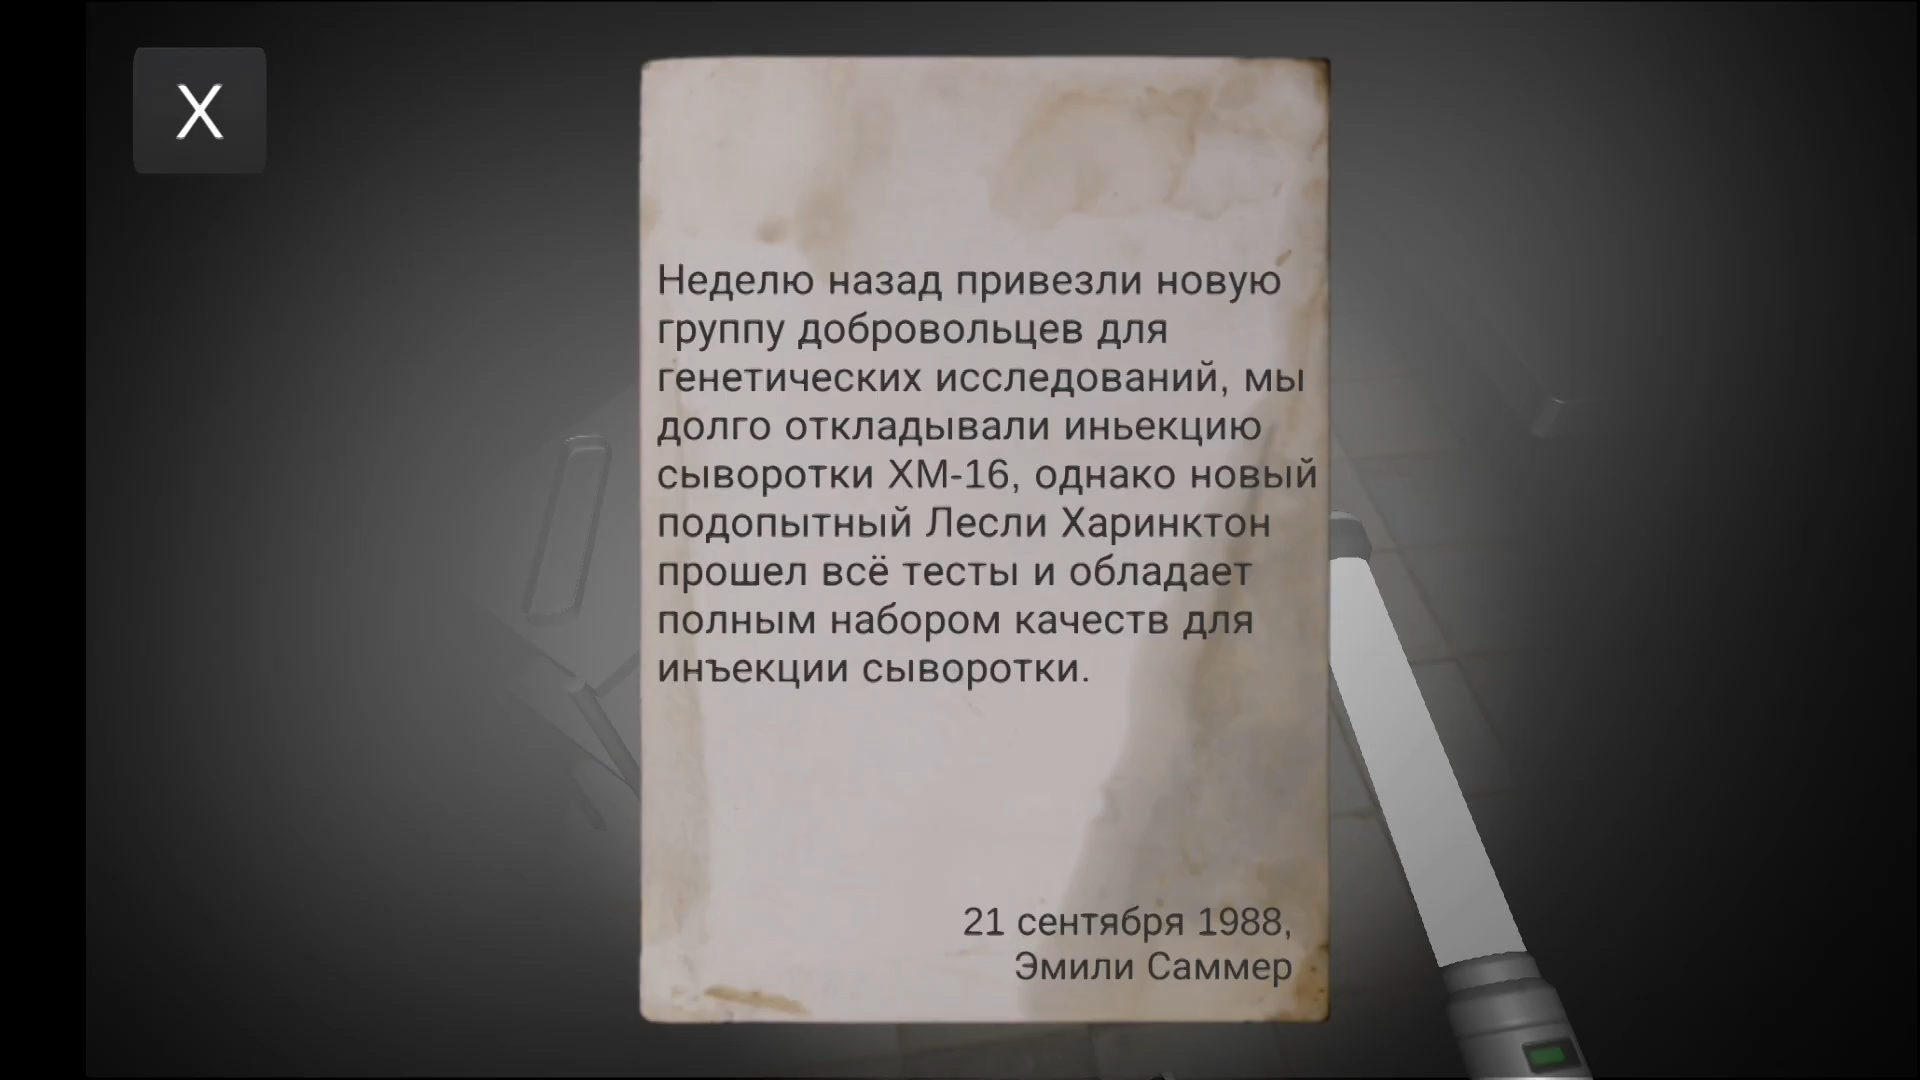 X
Неделю назад привезли новую
группу добровольцев для
генетических исследований, мы
долго откладывали иньекцию
сыворотки ХМ-16, однако новый
подопытный Лесли Харинктон
прошел всё тесты и обладает
полным набором качеств для
инъекции сыворотки.
21 сентября 1988,
Эмили Саммер